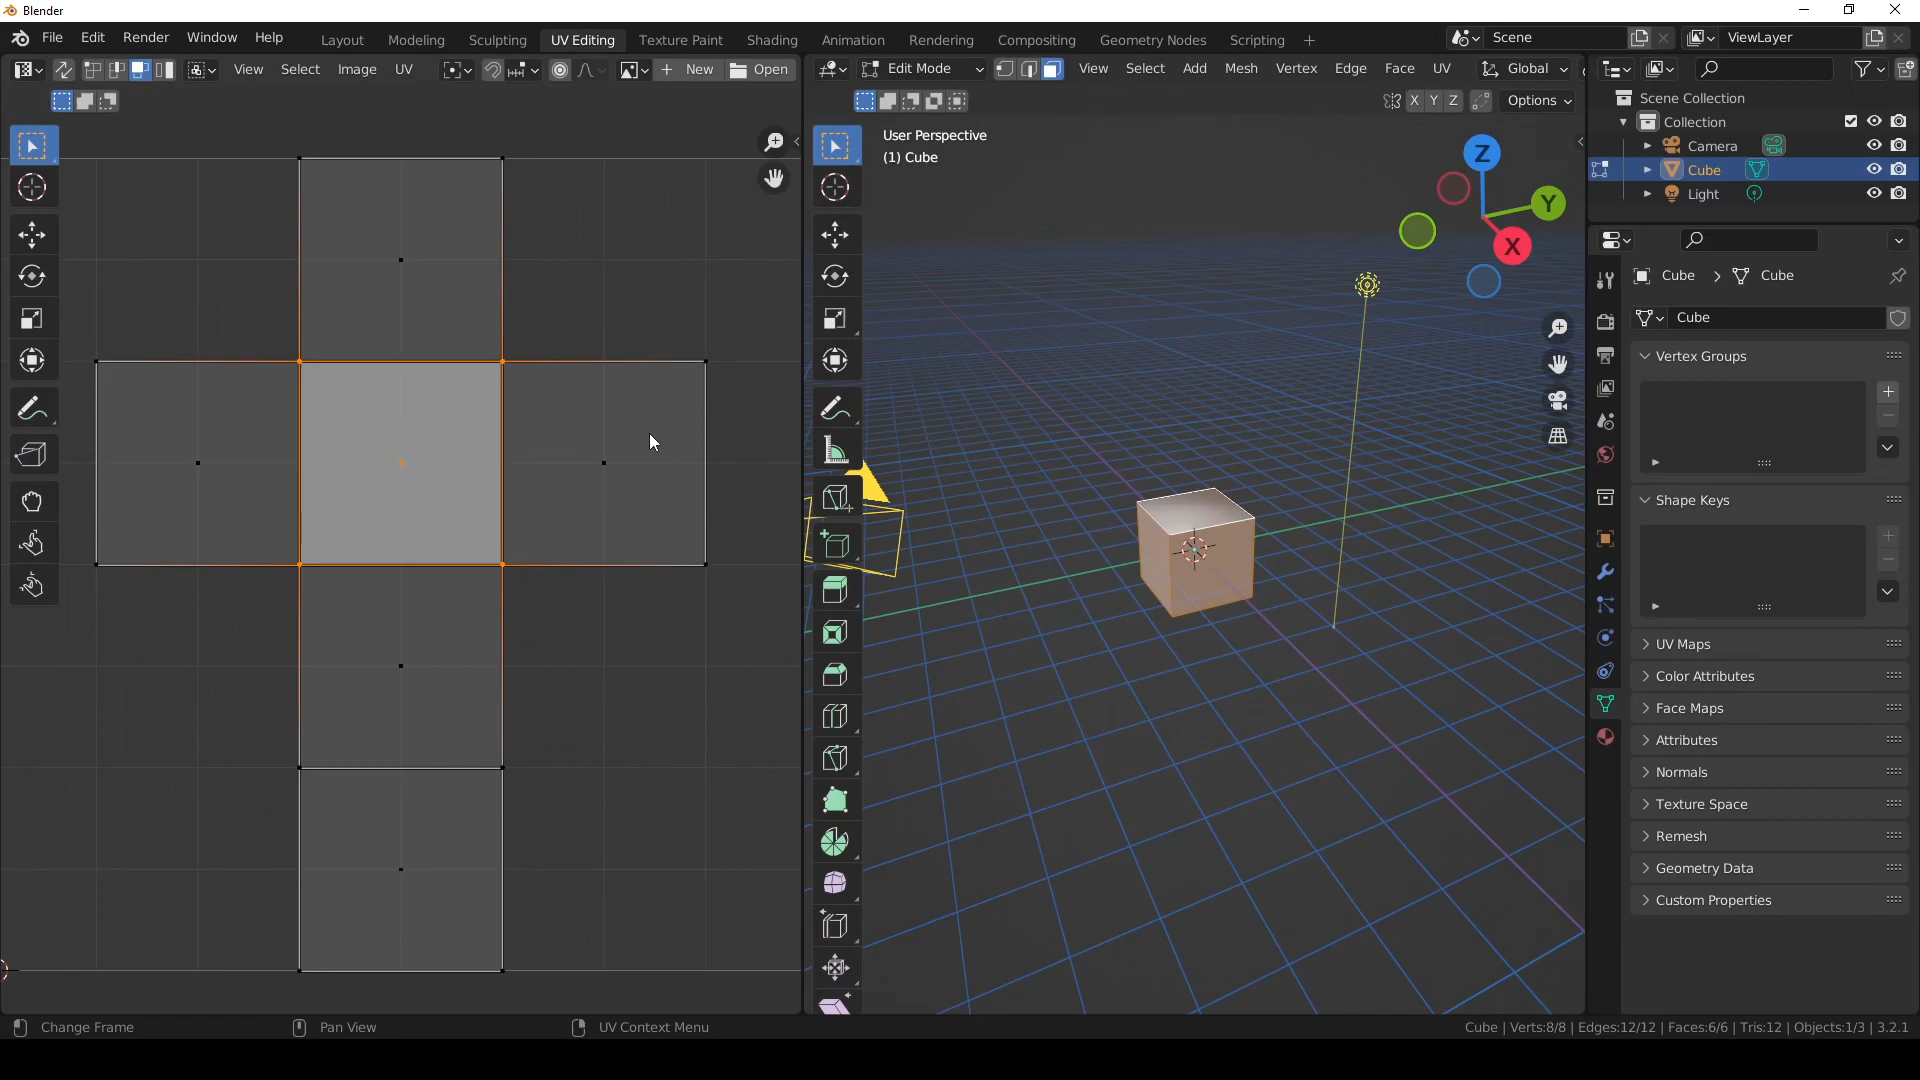 Blender
File Edit Render Window Help Layout Modeling Sculpting UV Editing Texture Paint Shading Animation Rendering Compositing Geometry Nodes Scripting + Scene ViewLayer
View Select Image UV New Open Edit Mode View Select Add Mesh Vertex Edge Face UV Global
X Y Z Options
User Perspective
(1) Cube
Z
Y
X
Scene Collection
Collection
Camera
Cube
Light
Cube > Cube
Cube
Vertex Groups
Shape Keys
UV Maps
Color Attributes
Face Maps
Attributes
Normals
Texture Space
Remesh
Geometry Data
Custom Properties
Change Frame Pan View UV Context Menu Cube | Verts:8/8 | Edges:12/12 | Faces:6/6 | Tris:12 | Objects:1/3 | 3.2.1